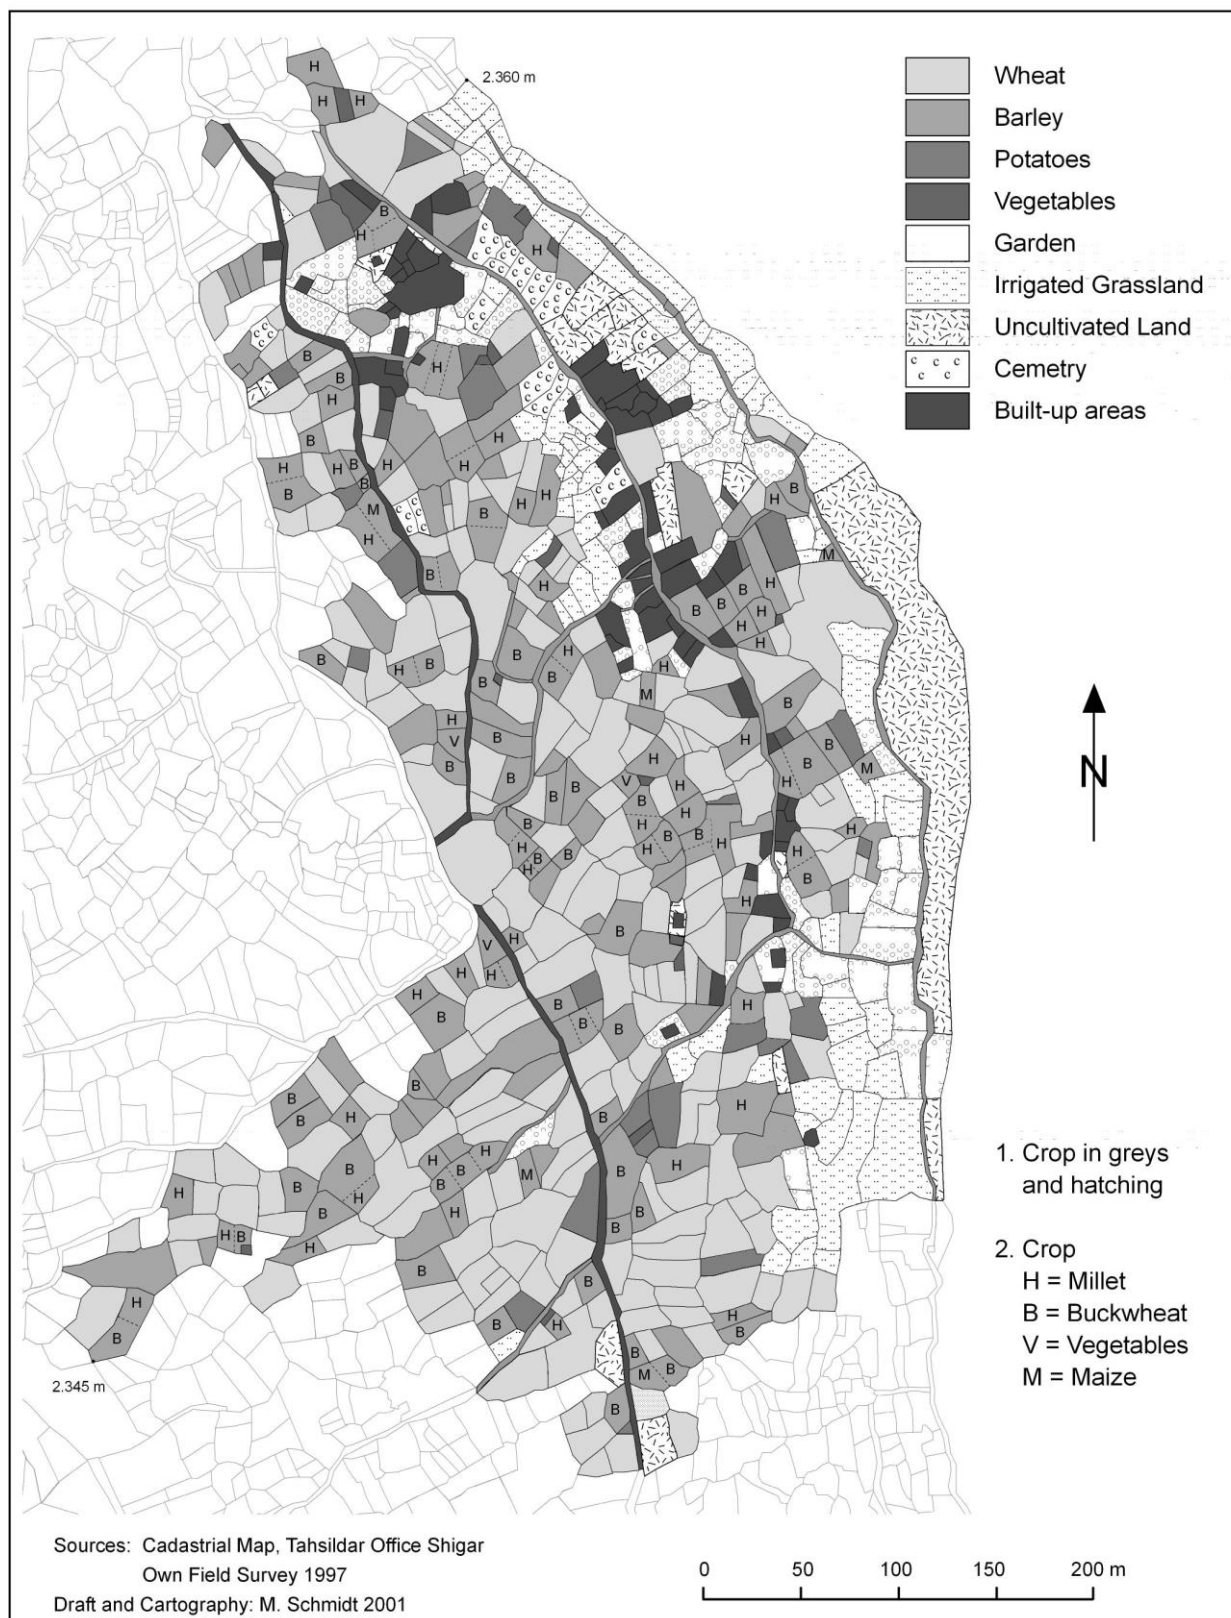 2.360 m
Wheat
Barley
Potatoes
Vegetables
Garden
Irrigated Grassland
Uncultivated Land
Cemetry
Built-up areas
N
1. Crop in greys
and hatching
2. Crop
H = Millet
B = Buckwheat
V = Vegetables
M = Maize
2.345 m
Sources: Cadastrial Map, Tahsildar Office Shigar
Own Field Survey 1997
Draft and Cartography: M. Schmidt 2001
0 50 100 150 200 m